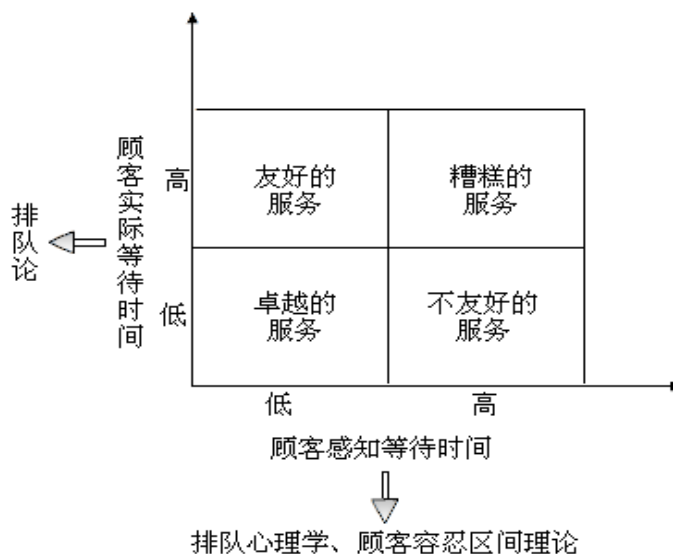 顾客实际等待时间
排队论
高
低
友好的
服务
糟糕的
服务
卓越的
服务
不友好的
服务
低
高
顾客感知等待时间
排队心理学、顾客容忍区间理论